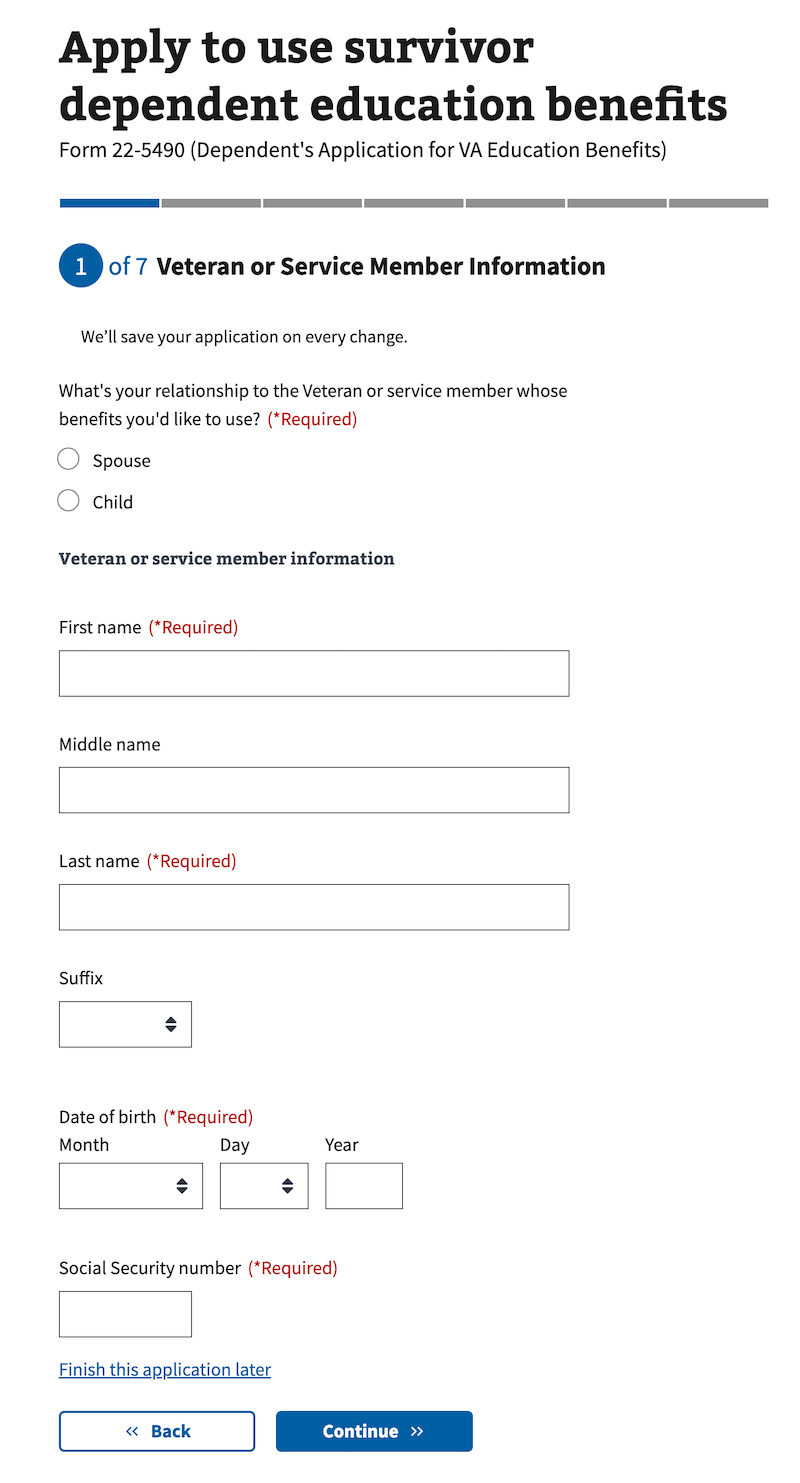 Apply to use survivor
dependent education benefits
Form 22-5490 (Dependent's Application for VA Education Benefits)
1 of 7 Veteran or Service Member Information
We’ll save your application on every change.
What's your relationship to the Veteran or service member whose
benefits you'd like to use? (*Required)
Spouse
Child
Veteran or service member information
First name (*Required)
Middle name
Last name (*Required)
Suffix
Date of birth (*Required)
Month Day Year
Social Security number (*Required)
Finish this application later
« Back Continue »